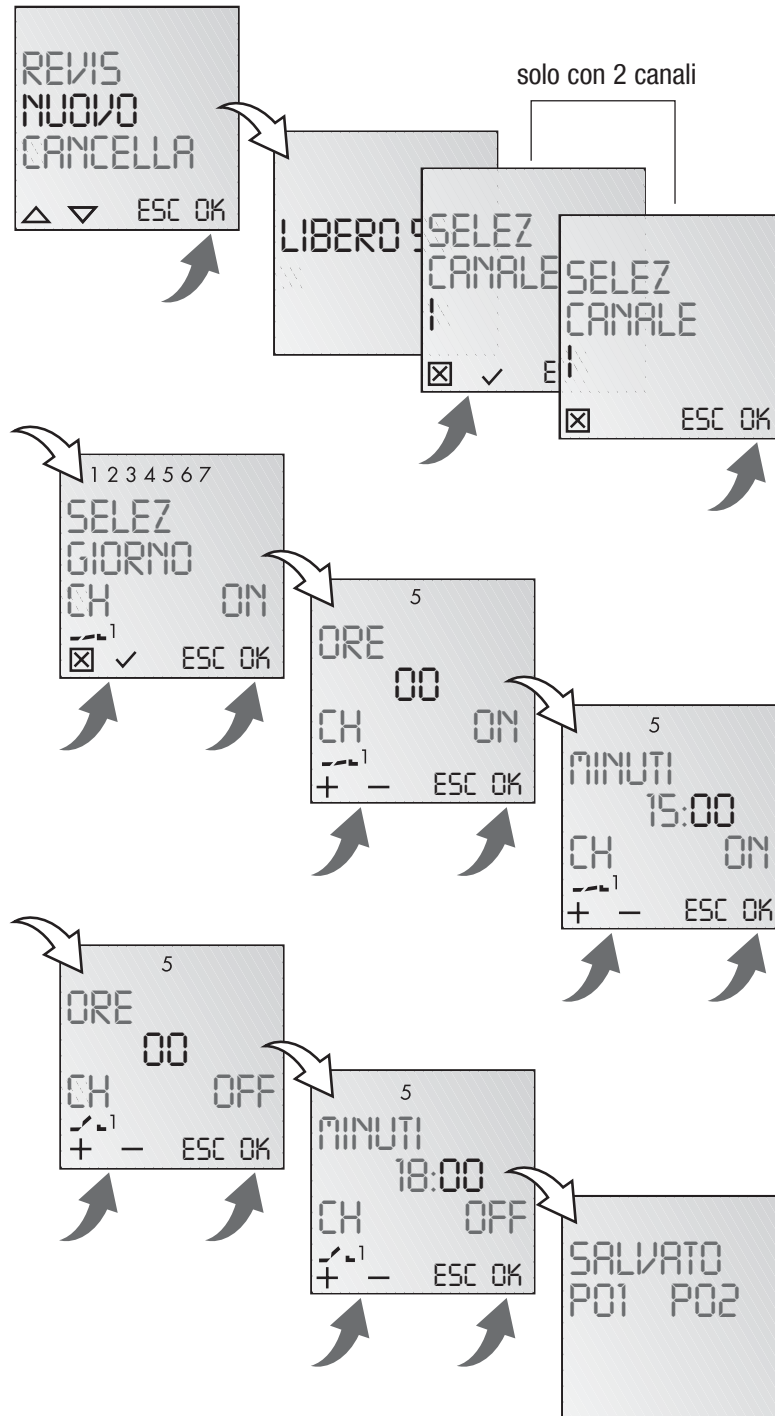 REVIS
NUOVO
CANCELLA
ESC OK
solo con 2 canali
LIBERO
SELEZ
CANALE
1
SELEZ
CANALE
1
ESC OK
1 2 3 4 5 6 7
SELEZ
GIORNO
CH ON
1
ESC OK
5
ORE
00
CH ON
1
+ − ESC OK
5
MINUTI
15:00
CH ON
1
+ − ESC OK
5
ORE
00
CH OFF
1
+ − ESC OK
5
MINUTI
18:00
CH OFF
1
+ − ESC OK
SALVATO
P01 P02